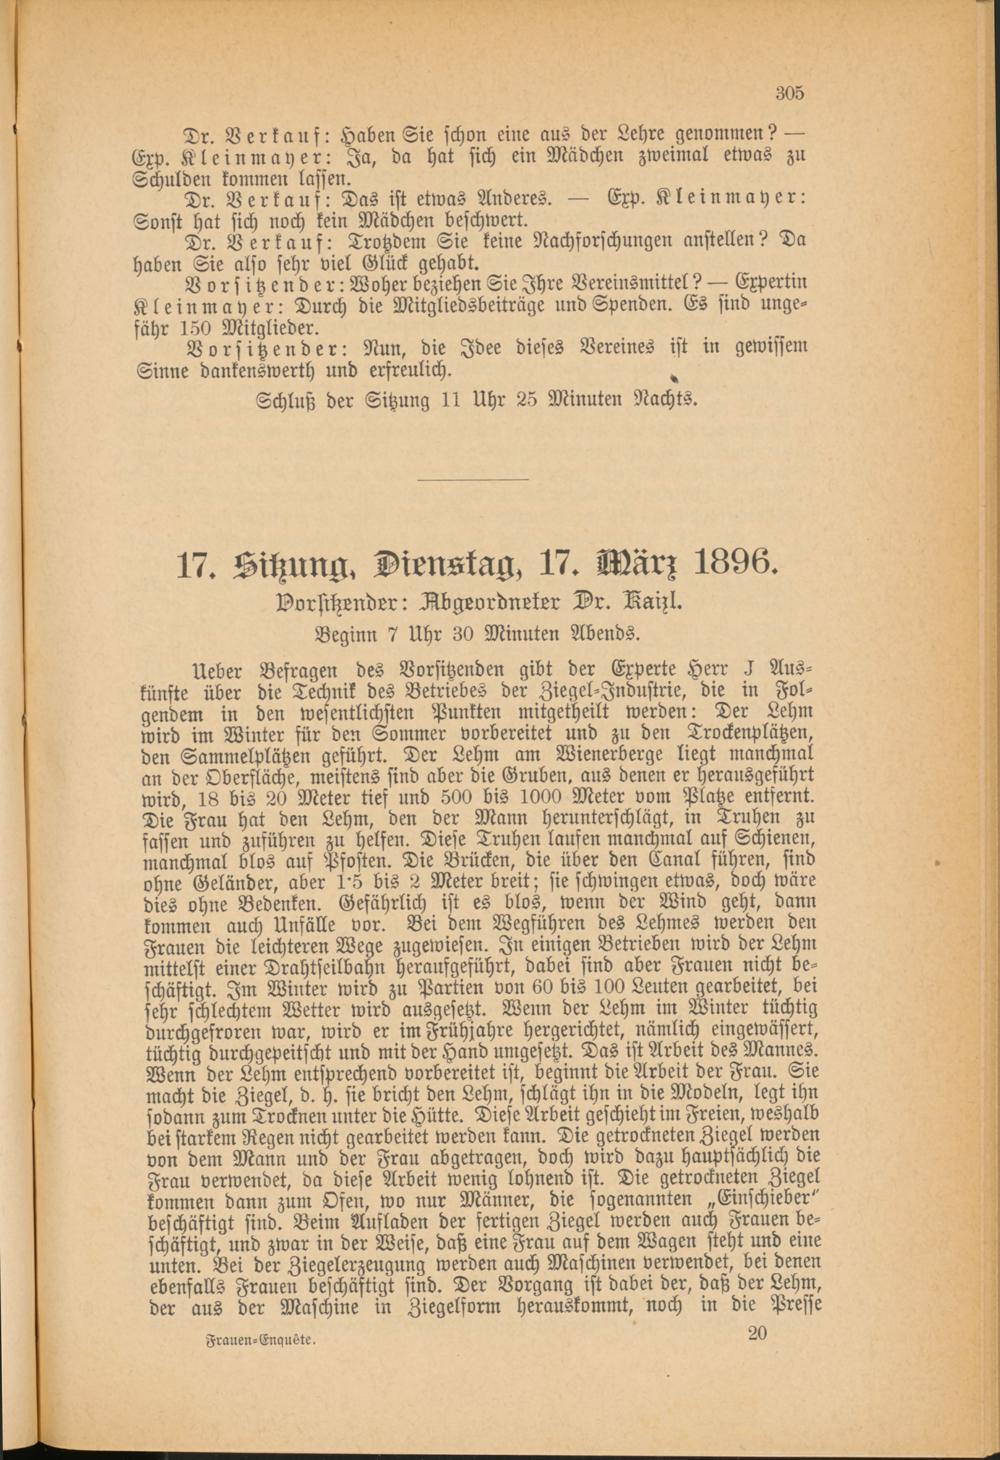 305
Dr. Verkauf: Haben Sie schon eine aus der Lehre genommen? —
Exp. Kleinmayer: Ja, da hat sich ein Mädchen zweimal etwas zu
Schulden kommen lassen.
Dr. Verkauf: Das ist etwas Anderes. — Exp. Kleinmayer:
Sonst hat sich noch kein Mädchen beschwert.
Dr. Verkauf: Trotzdem Sie keine Nachforschungen anstellen? Da
haben Sie also sehr viel Glück gehabt.
Vorsitzender: Woher beziehen Sie Ihre Vereinsmittel? — Expertin
Kleinmayer: Durch die Mitgliedsbeiträge und Spenden. Es sind unge-
fähr 150 Mitglieder.
Vorsitzender: Nun, die Idee dieses Vereines ist in gewissem
Sinne dankenswerth und erfreulich.
Schluß der Sitzung 11 Uhr 25 Minuten Nachts.
17. Sitzung, Dienstag, 17. März 1896.
Vorsitzender: Abgeordneter Dr. Kaizl.
Beginn 7 Uhr 30 Minuten Abends.
Ueber Befragen des Vorsitzenden gibt der Experte Herr J Aus-
künfte über die Technik des Betriebes der Ziegel-Industrie, die in Fol-
gendem in den wesentlichsten Punkten mitgetheilt werden: Der Lehm
wird im Winter für den Sommer vorbereitet und zu den Trockenplätzen,
den Sammelplätzen geführt. Der Lehm am Wienerberge liegt manchmal
an der Oberfläche, meistens sind aber die Gruben, aus denen er herausgeführt
wird, 18 bis 20 Meter tief und 500 bis 1000 Meter vom Platze entfernt.
Die Frau hat den Lehm, den der Mann herunterschlägt, in Truhen zu
fassen und zuführen zu helfen. Diese Truhen laufen manchmal auf Schienen,
manchmal blos auf Pfosten. Die Brücken, die über den Canal führen, sind
ohne Geländer, aber 1·5 bis 2 Meter breit; sie schwingen etwas, doch wäre
dies ohne Bedenken. Gefährlich ist es blos, wenn der Wind geht, dann
kommen auch Unfälle vor. Bei dem Wegführen des Lehmes werden den
Frauen die leichteren Wege zugewiesen. In einigen Betrieben wird der Lehm
mittelst einer Drahtseilbahn heraufgeführt, dabei sind aber Frauen nicht be-
schäftigt. Im Winter wird zu Partien von 60 bis 100 Leuten gearbeitet, bei
sehr schlechtem Wetter wird ausgesetzt. Wenn der Lehm im Winter tüchtig
durchgefroren war, wird er im Frühjahre hergerichtet, nämlich eingewässert,
tüchtig durchgepeitscht und mit der Hand umgesetzt. Das ist Arbeit des Mannes.
Wenn der Lehm entsprechend vorbereitet ist, beginnt die Arbeit der Frau. Sie
macht die Ziegel, d. h. sie bricht den Lehm, schlägt ihn in die Modeln, legt ihn
sodann zum Trocknen unter die Hütte. Diese Arbeit geschieht im Freien, weshalb
bei starkem Regen nicht gearbeitet werden kann. Die getrockneten Ziegel werden
von dem Mann und der Frau abgetragen, doch wird dazu hauptsächlich die
Frau verwendet, da diese Arbeit wenig lohnend ist. Die getrockneten Ziegel
kommen dann zum Ofen, wo nur Männer, die sogenannten „Einschieber"
beschäftigt sind. Beim Aufladen der fertigen Ziegel werden auch Frauen be-
schäftigt, und zwar in der Weise, daß eine Frau auf dem Wagen steht und eine
unten. Bei der Ziegelerzeugung werden auch Maschinen verwendet, bei denen
ebenfalls Frauen beschäftigt sind. Der Vorgang ist dabei der, daß der Lehm,
der aus der Maschine in Ziegelform herauskommt, noch in die Presse
Frauen-Enquête.
20